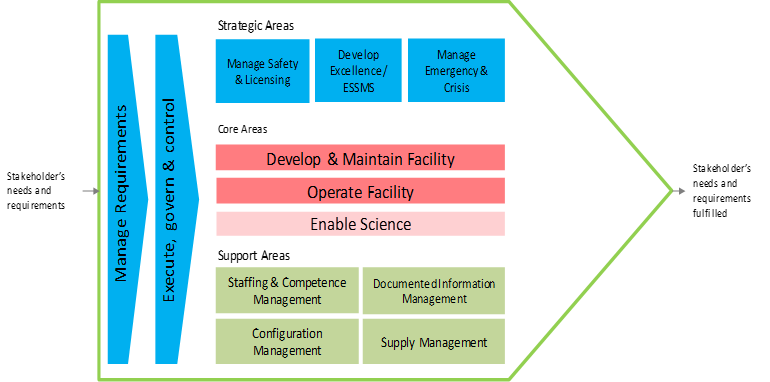 Stakeholder's
needs and
requirements
Manage Requirements
Execute, govern & control
Strategic Areas
Manage Safety
& Licensing
Develop
Excellence/
ESSMS
Manage
Emergency &
Crisis
Core Areas
Develop & Maintain Facility
Operate Facility
Enable Science
Support Areas
Staffing & Competence
Management
Documented Information
Management
Configuration
Management
Supply Management
Stakeholder's
needs and
requirements
fulfilled